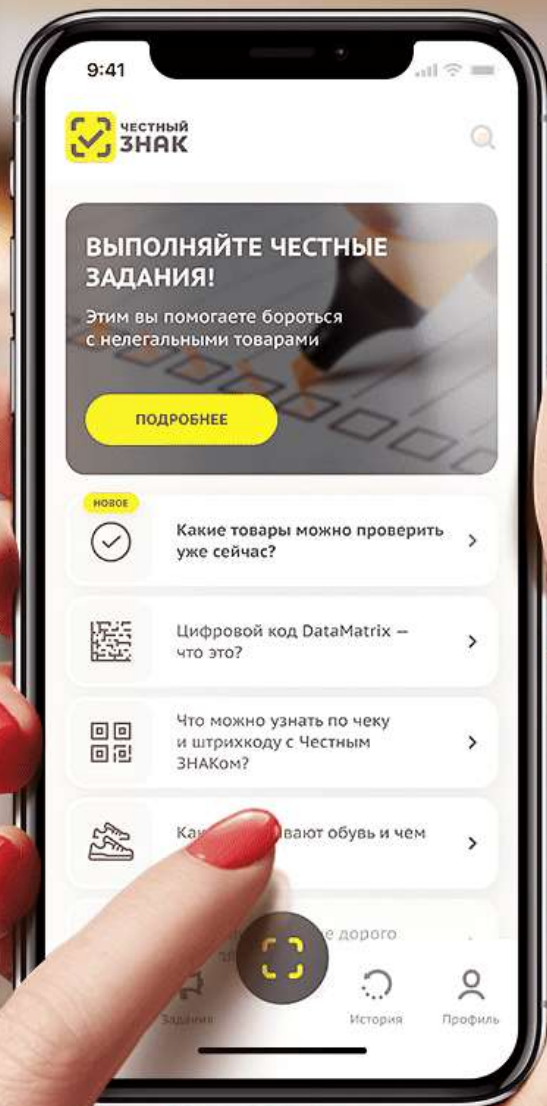 9:41
ЧЕСТНЫЙ
ЗНАК
ВЫПОЛНЯЙТЕ ЧЕСТНЫЕ
ЗАДАНИЯ!
Этим вы помогаете бороться
с нелегальными товарами
ПОДРОБНЕЕ
НОВОЕ
Какие товары можно проверить
уже сейчас?
Цифровой код DataMatrix —
что это?
Что можно узнать по чеку
и штрихкоду с Честным
ЗНАКом?
обувь и чем
дорого
Задания
История
Профиль